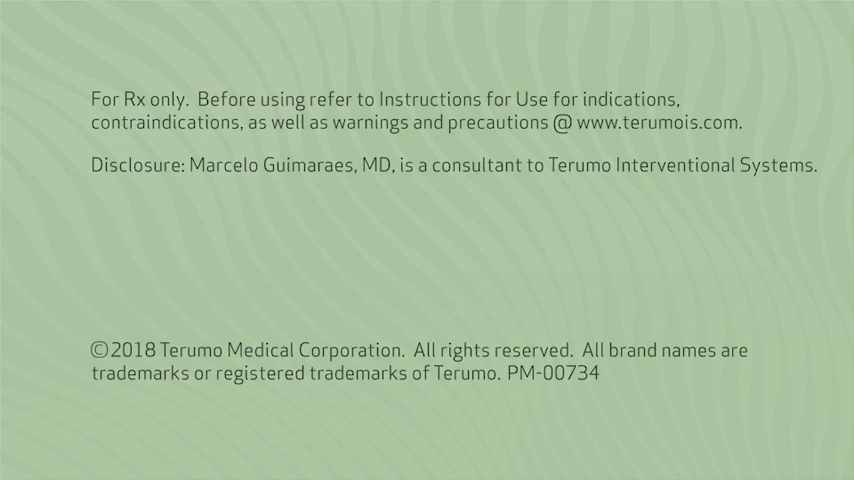 For Rx only. Before using refer to Instructions for Use for indications,
contraindications, as well as warnings and precautions @ www.terumois.com.
Disclosure: Marcelo Guimaraes, MD, is a consultant to Terumo Interventional Systems.
©2018 Terumo Medical Corporation. All rights reserved. All brand names are
trademarks or registered trademarks of Terumo. PM-00734